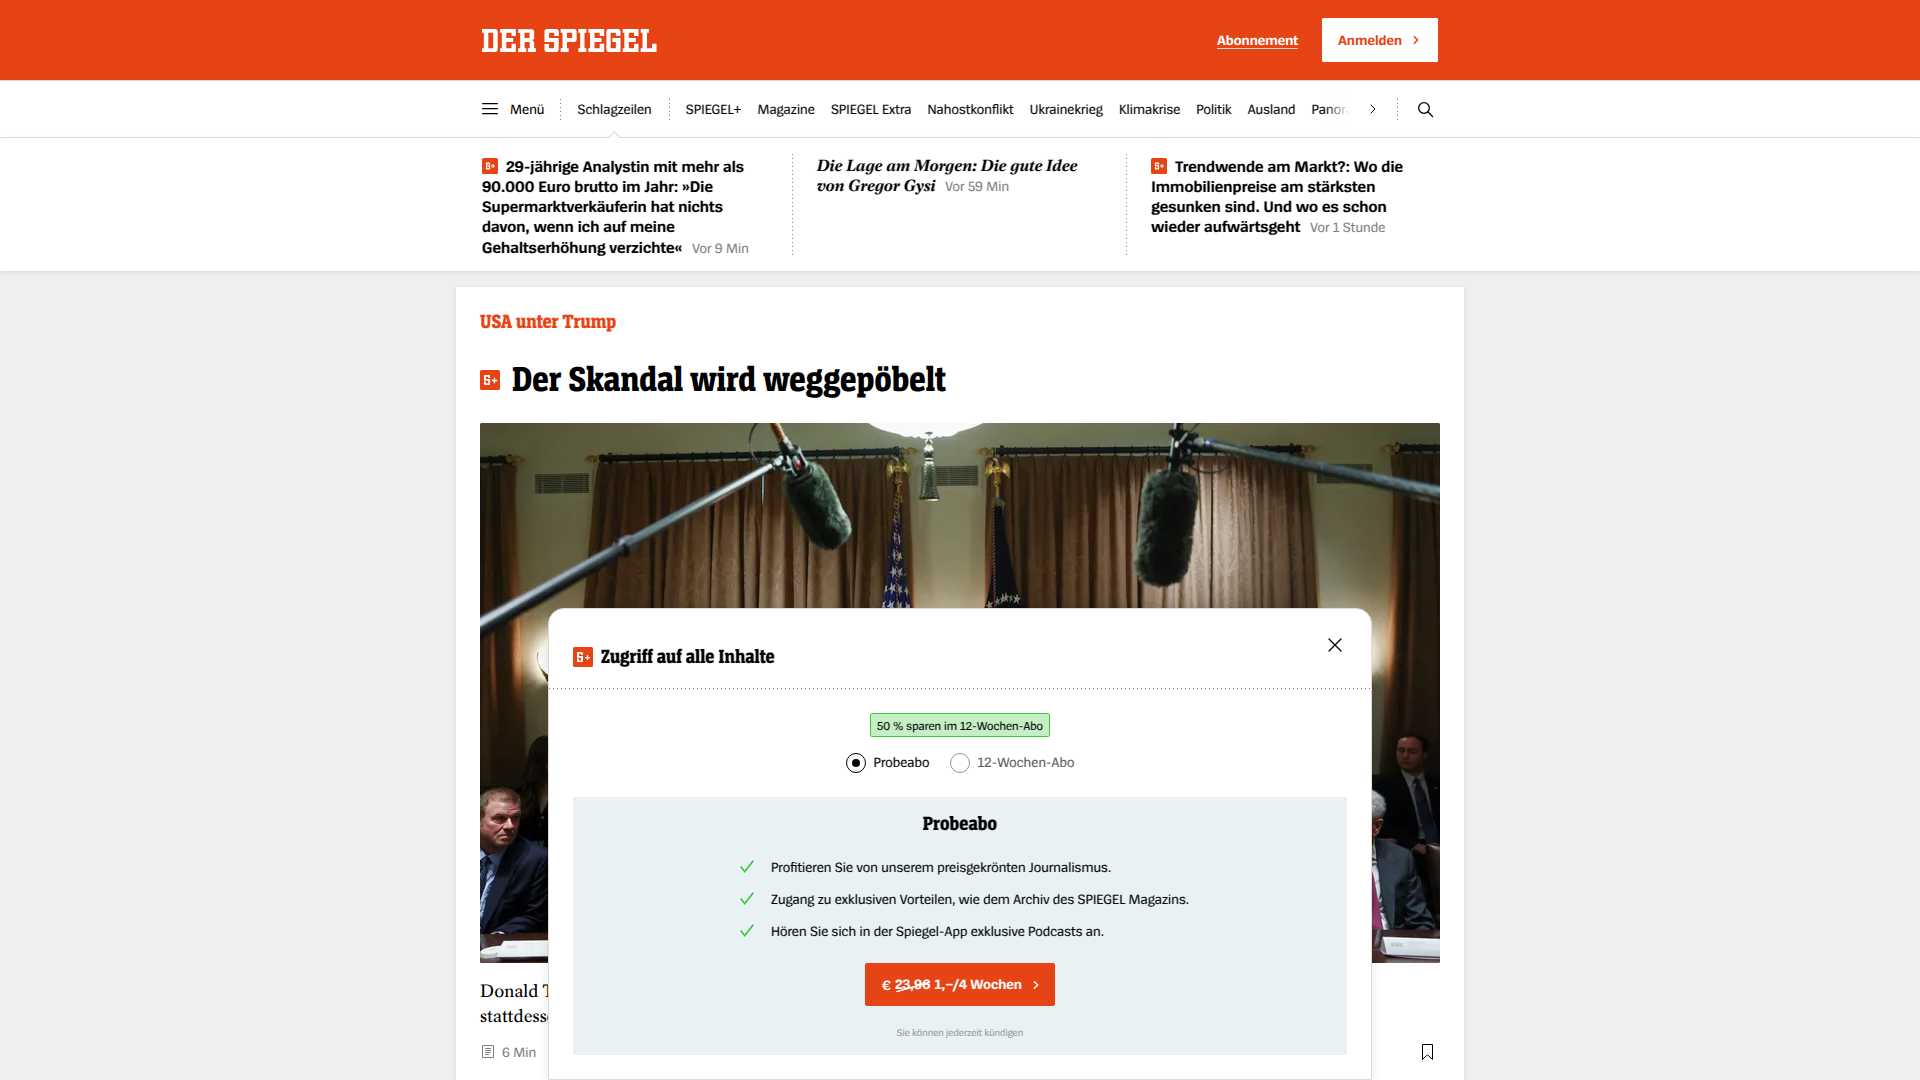 DER SPIEGEL
Abonnement
Anmelden
Menü
Schlagzeilen
SPIEGEL+
Magazine
SPIEGEL Extra
Nahostkonflikt
Ukrainekrieg
Klimakrise
Politik
Ausland
29-jährige Analystin mit mehr als
90.000 Euro brutto im Jahr: »Die
Supermarktverkäuferin hat nichts
davon, wenn ich auf meine
Gehaltserhöhung verzichte« Vor 9 Min
Die Lage am Morgen: Die gute Idee
von Gregor Gysi Vor 59 Min
Trendwende am Markt?: Wo die
Immobilienpreise am stärksten
gesunken sind. Und wo es schon
wieder aufwärtsgeht Vor 1 Stunde
USA unter Trump
Der Skandal wird weggepöbelt
Zugriff auf alle Inhalte
50 % sparen im 12-Wochen-Abo
Probeabo
12-Wochen-Abo
Probeabo
Profitieren Sie von unserem preisgekrönten Journalismus.
Zugang zu exklusiven Vorteilen, wie dem Archiv des SPIEGEL Magazins.
Hören Sie sich in der Spiegel-App exklusive Podcasts an.
€ 23,96 1,–/4 Wochen
Sie können jederzeit kündigen
Donald
6 Min